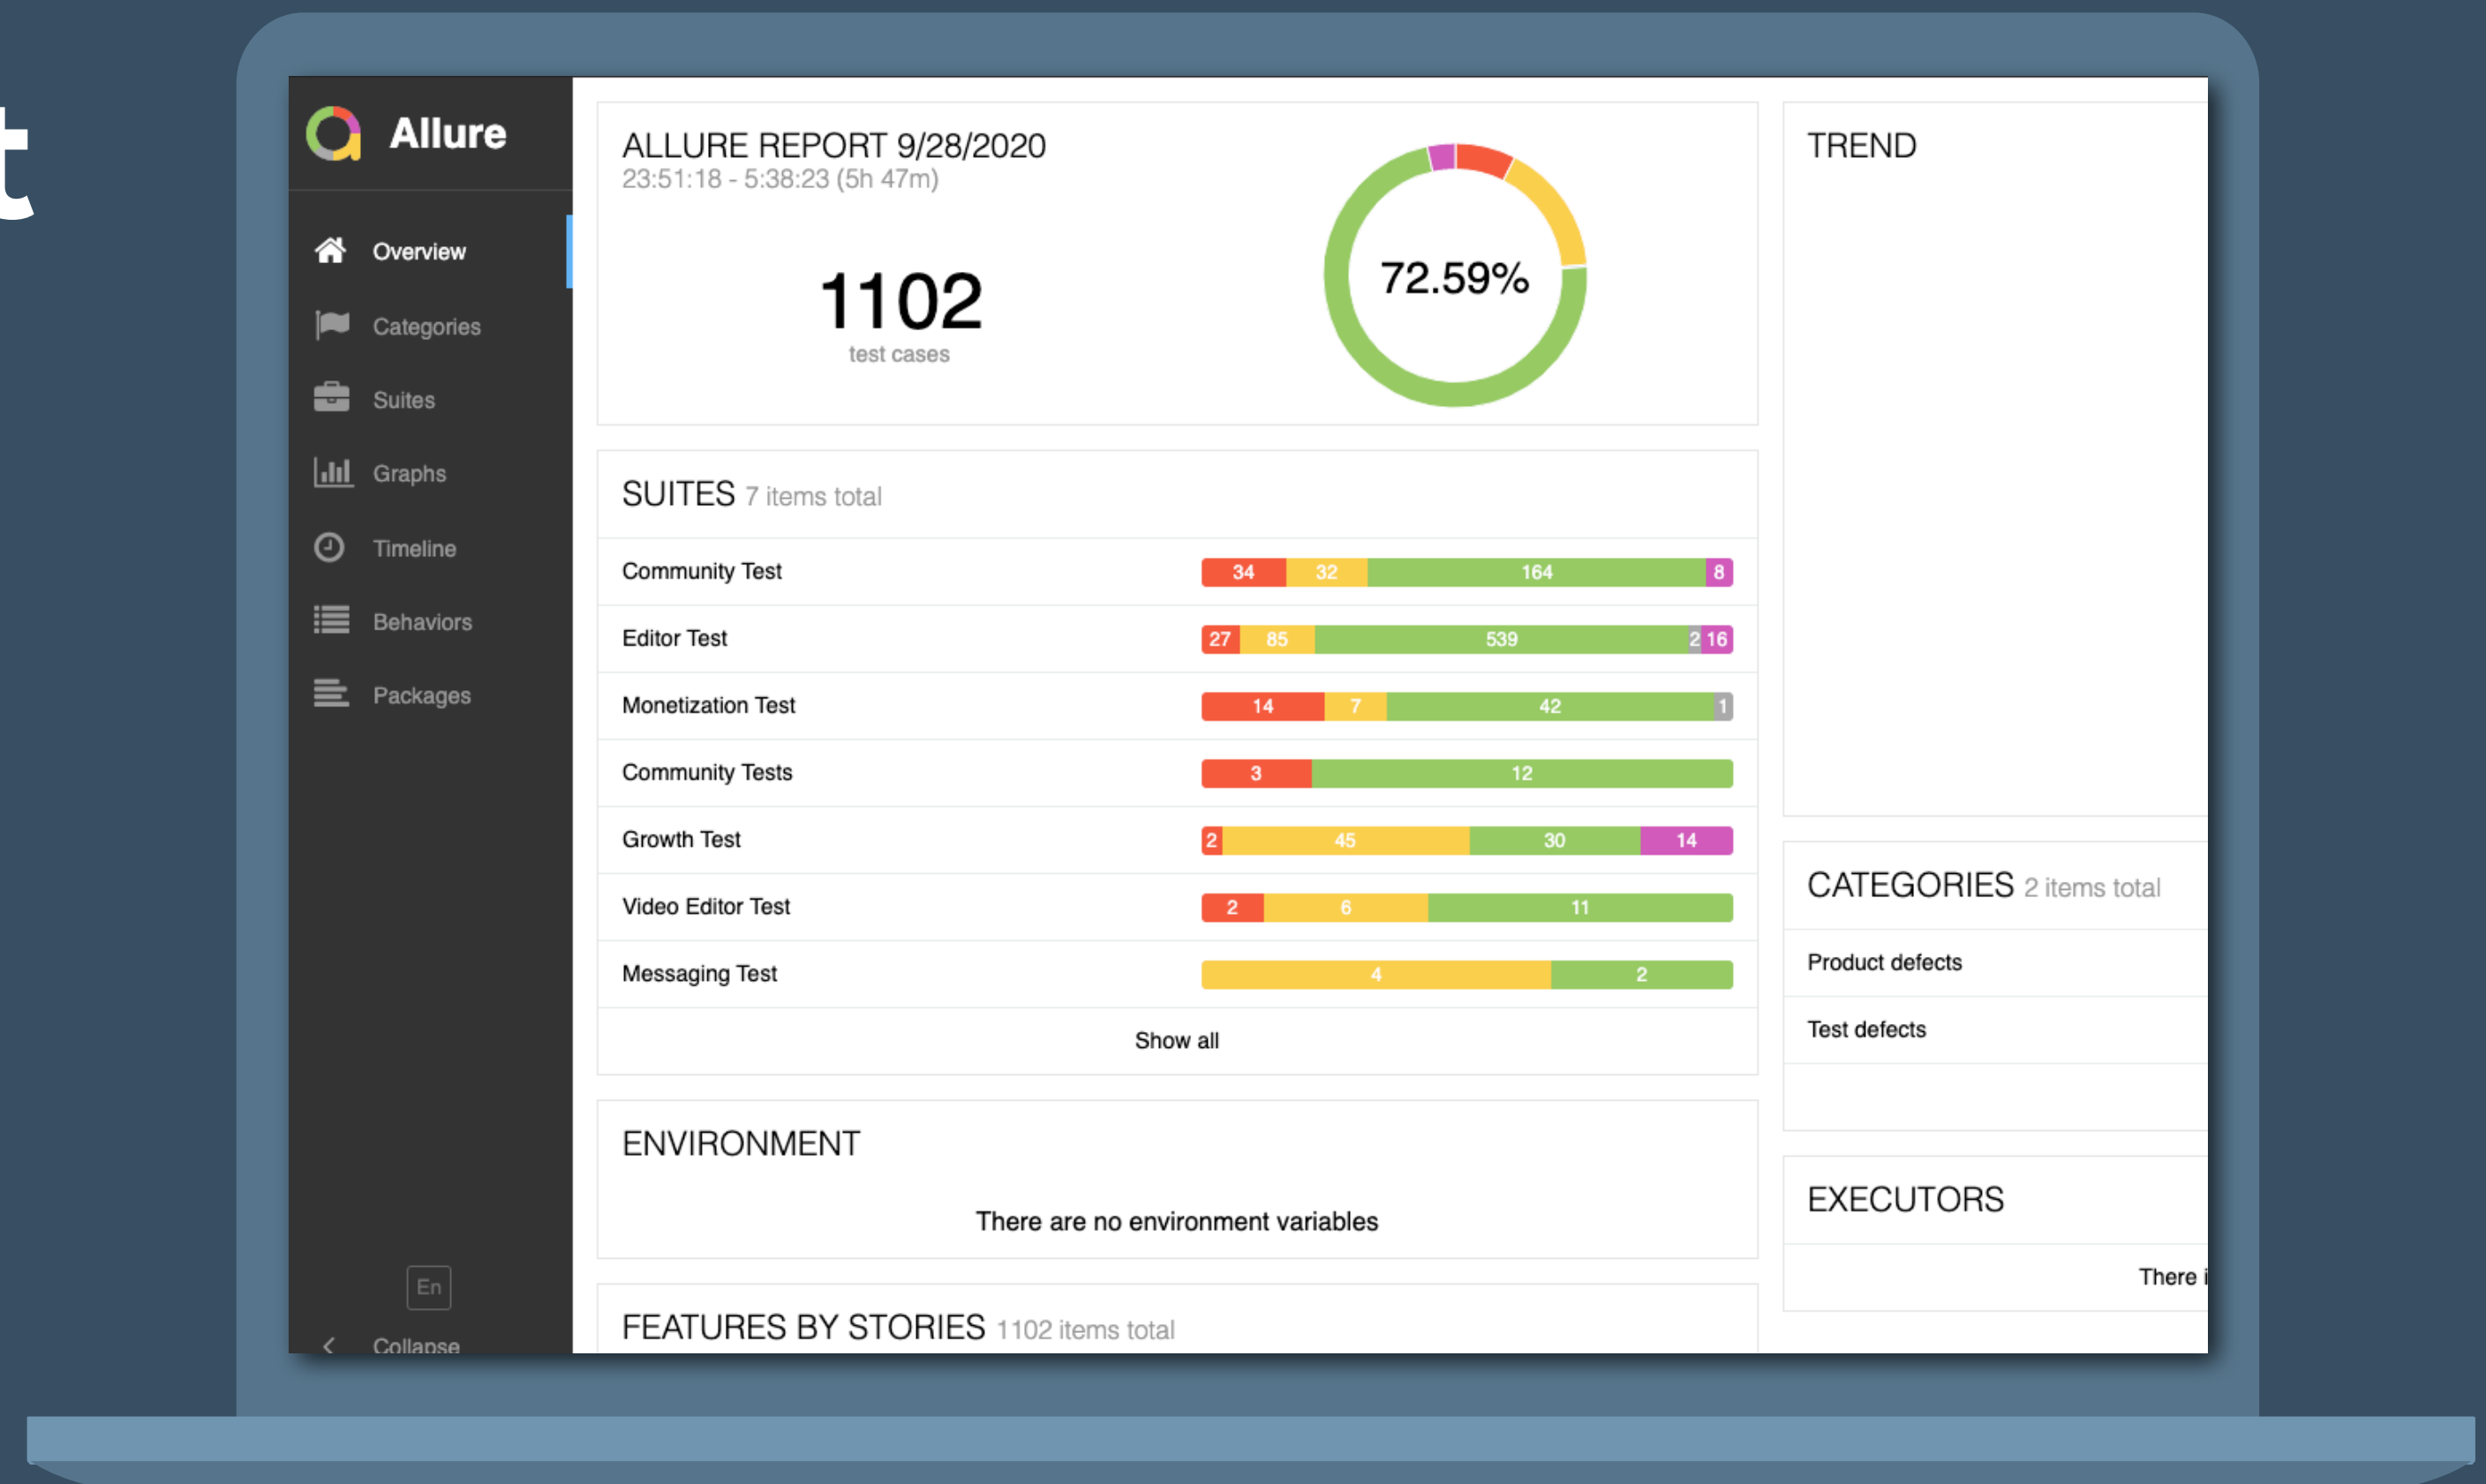 t
Allure
Overview
Categories
Suites
Graphs
Timeline
Behaviors
Packages
En
Collapse
ALLURE REPORT 9/28/2020
23:51:18 - 5:38:23 (5h 47m)
1102
test cases
72.59%
SUITES 7 items total
Community Test 34 32 164 8
Editor Test 27 85 539 2 16
Monetization Test 14 7 42 1
Community Tests 3 12
Growth Test 2 45 30 14
Video Editor Test 2 6 11
Messaging Test 4 2
Show all
ENVIRONMENT
There are no environment variables
FEATURES BY STORIES 1102 items total
TREND
CATEGORIES 2 items total
Product defects
Test defects
EXECUTORS
There i